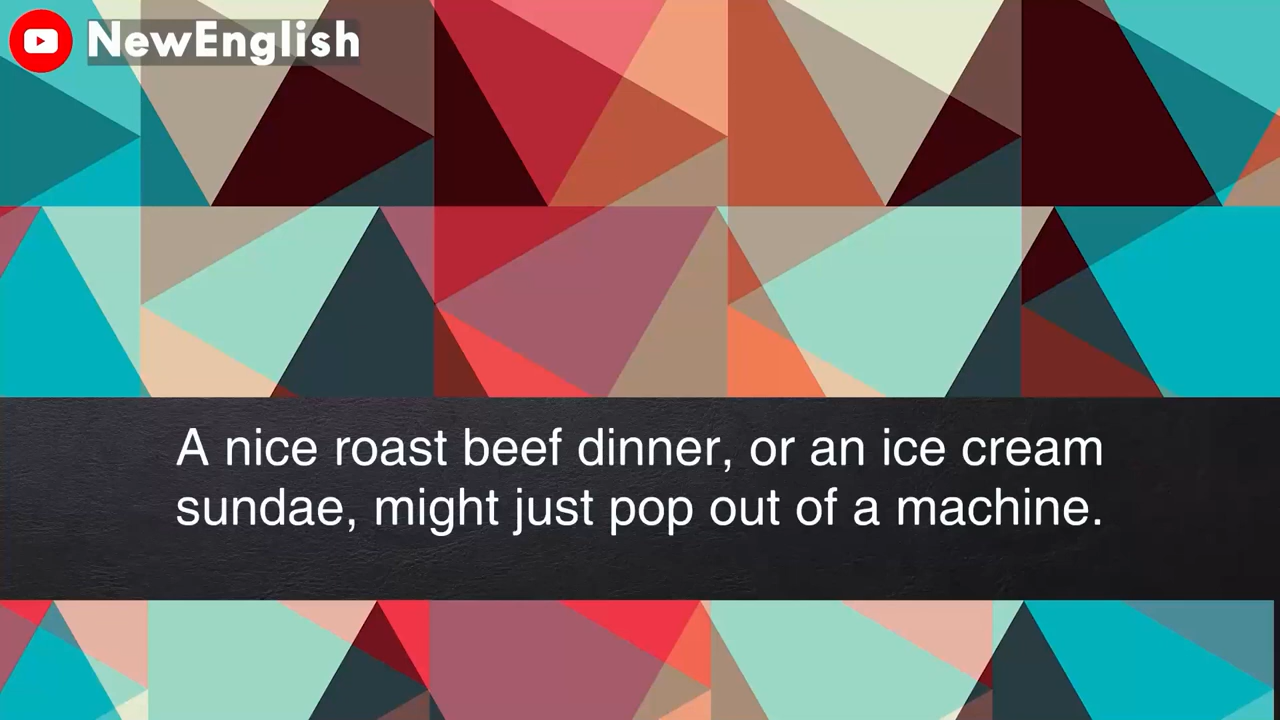 NewEnglish
A nice roast beef dinner, or an ice cream
sundae, might just pop out of a machine.